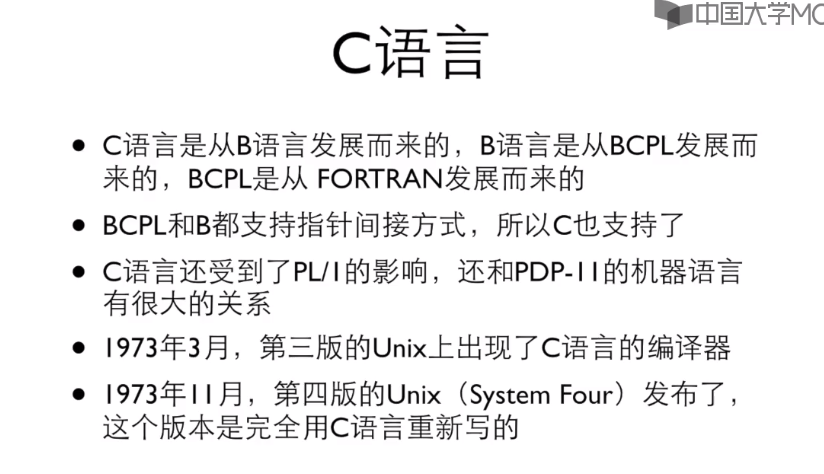 中国大学MO
C语言
• C语言是从B语言发展而来的，B语言是从BCPL发展而
来的，BCPL是从 FORTRAN发展而来的
• BCPL和B都支持指针间接方式，所以C也支持了
• C语言还受到了PL/1的影响，还和PDP-11的机器语言
有很大的关系
• 1973年3月，第三版的Unix上出现了C语言的编译器
• 1973年11月，第四版的Unix（System Four）发布了，
这个版本是完全用C语言重新写的